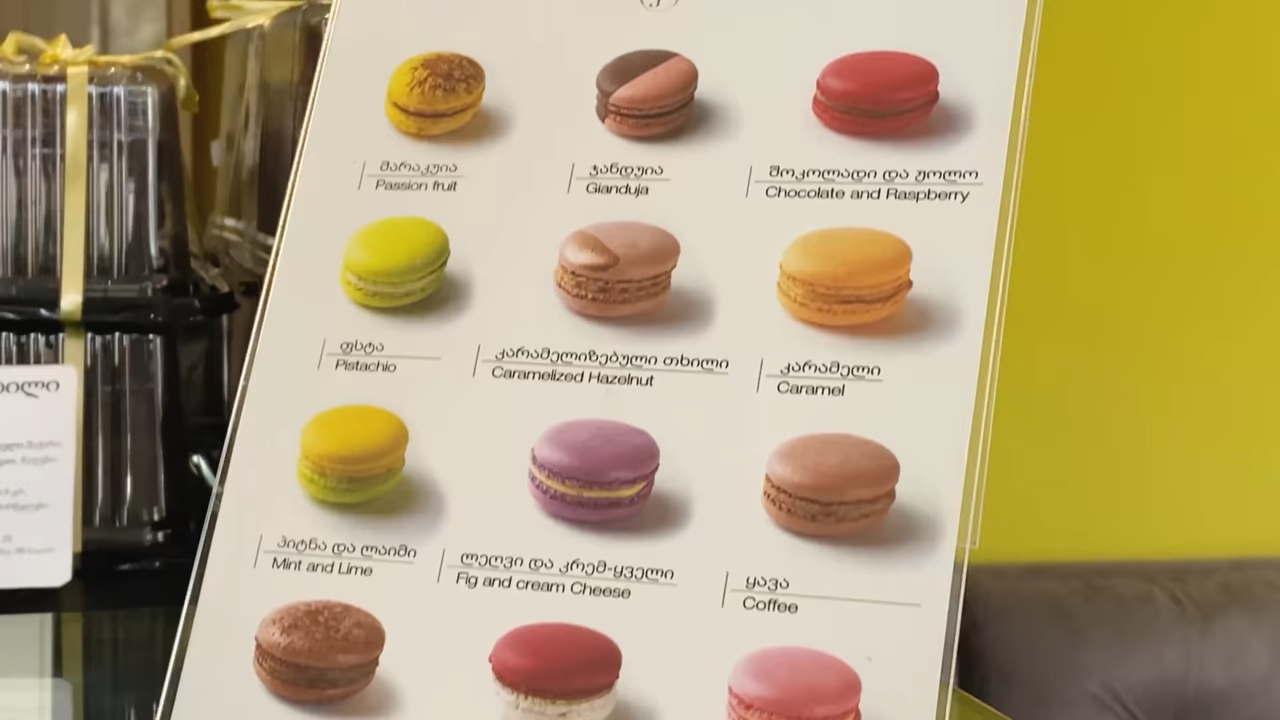 მარაკუია
Passion fruit
ჯანდუია
Gianduja
შოკოლადი და ჟოლო
Chocolate and Raspberry
ფსტა
Pistachio
კარამელიზებული თხილი
Caramelized Hazelnut
კარამელი
Caramel
პიტნა და ლაიმი
Mint and Lime
ლეღვი და კრემ-ყველი
Fig and cream Cheese
ყავა
Coffee